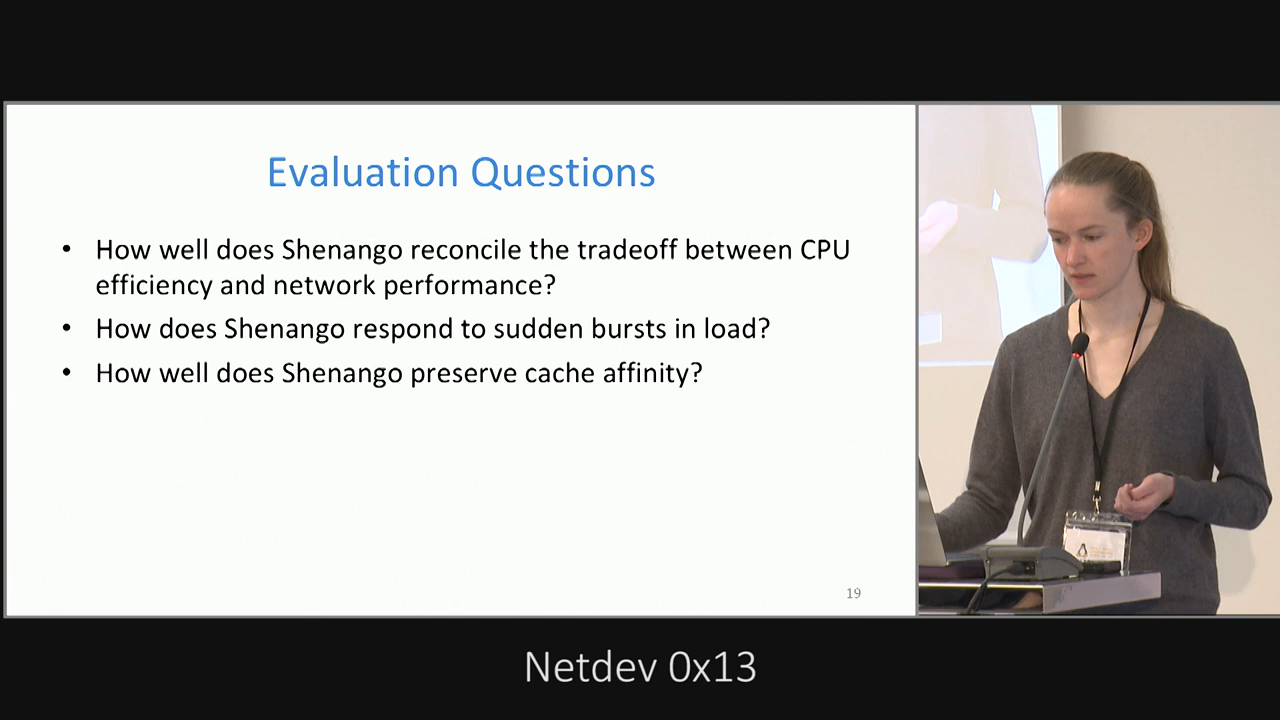 Evaluation Questions
• How well does Shenango reconcile the tradeoff between CPU
efficiency and network performance?
• How does Shenango respond to sudden bursts in load?
• How well does Shenango preserve cache affinity?
19
Netdev 0x13